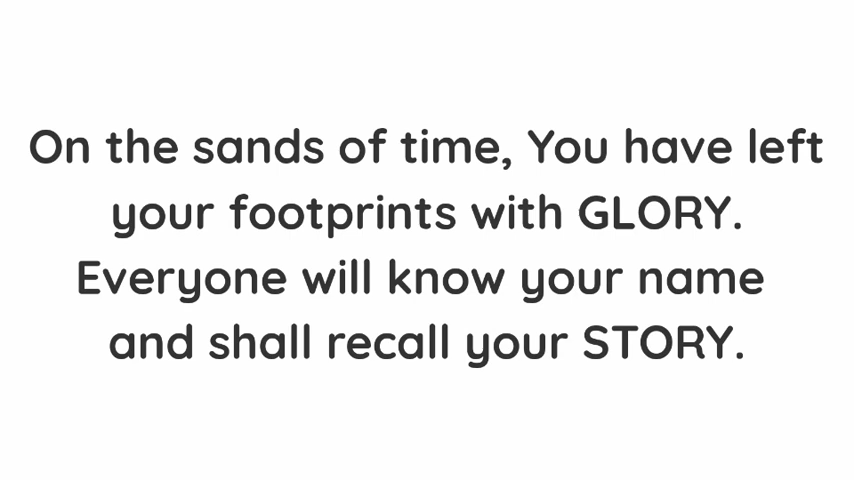 On the sands of time, You have left
your footprints with GLORY.
Everyone will know your name
and shall recall your STORY.